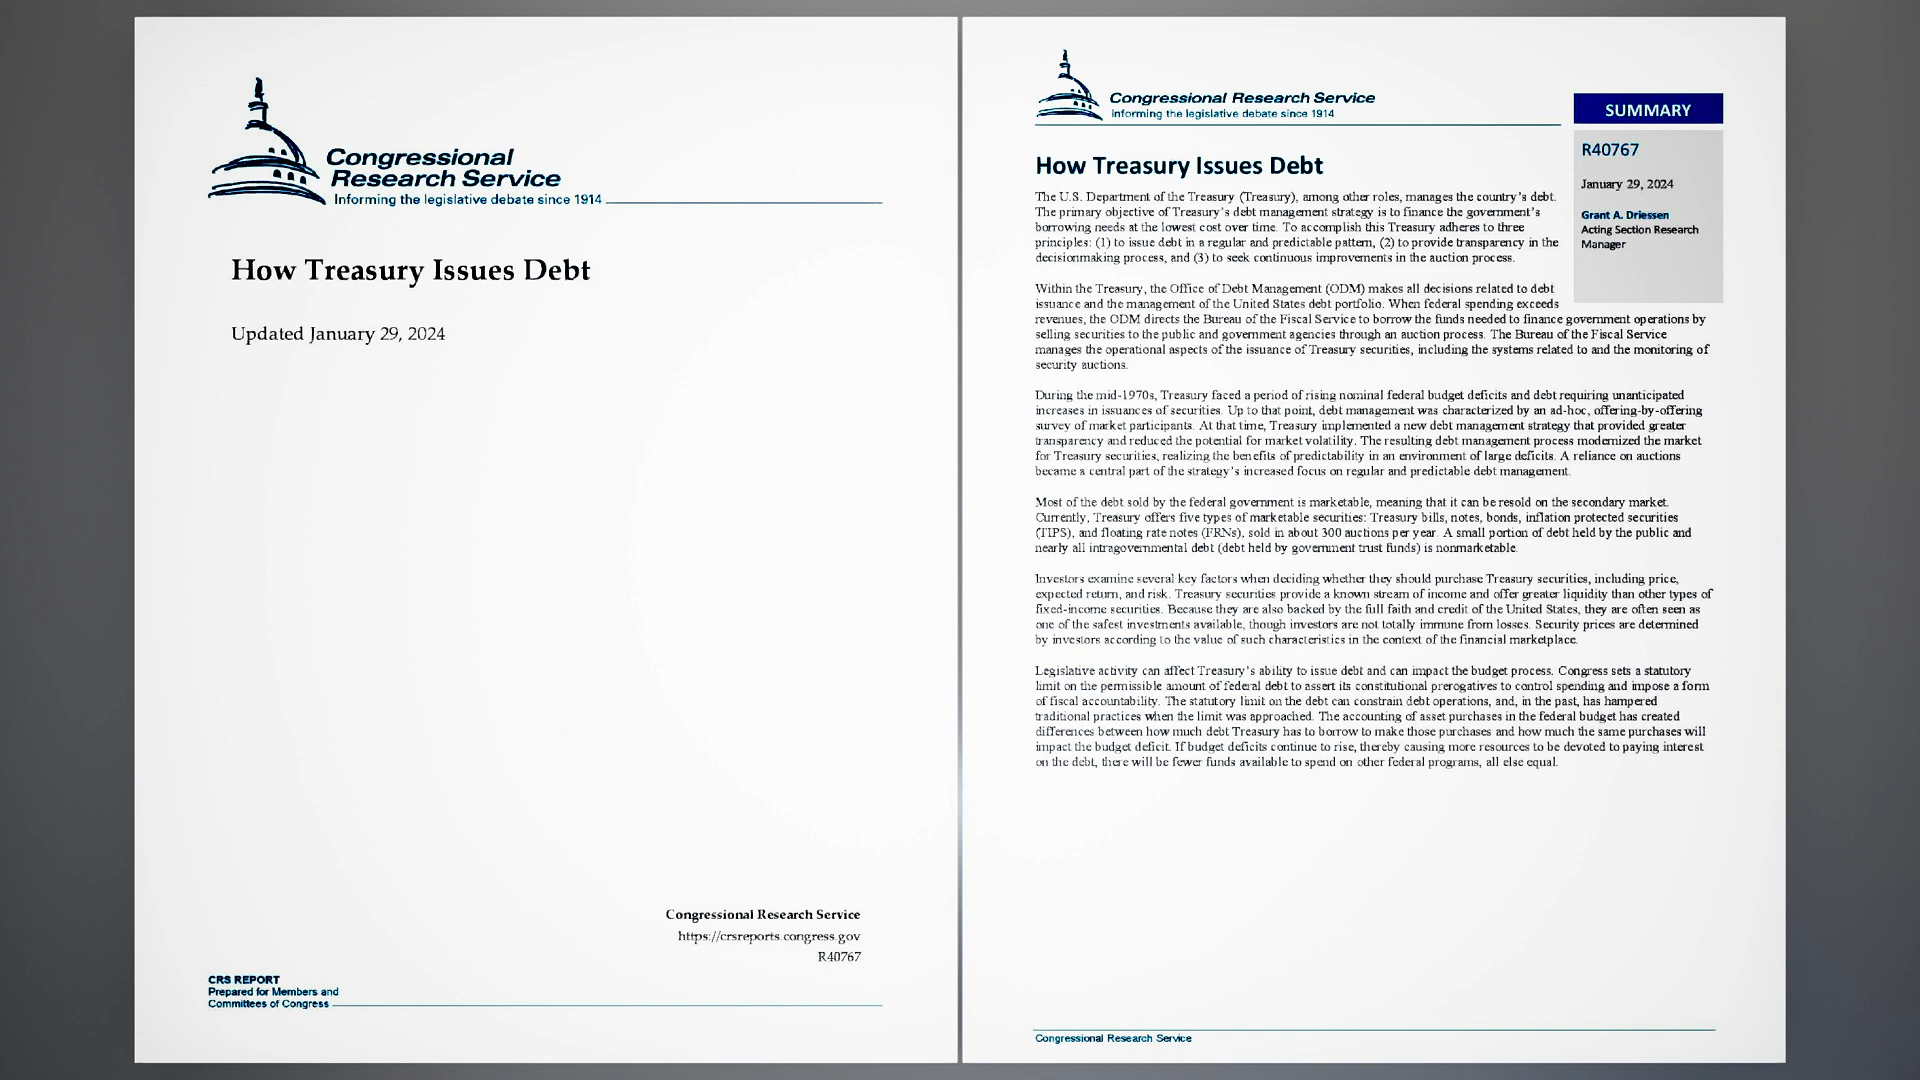 Congressional
Research Service
Informing the legislative debate since 1914
How Treasury Issues Debt
Updated January 29, 2024
Congressional Research Service
https://crsreports.congress.gov
R40767
CRS REPORT
Prepared for Members and
Committees of Congress
Congressional Research Service
Informing the legislative debate since 1914
SUMMARY
R40767
January 29, 2024
Grant A. Driessen
Acting Section Research
Manager
How Treasury Issues Debt
The U.S. Department of the Treasury (Treasury), among other roles, manages the country's debt.
The primary objective of Treasury's debt management strategy is to finance the government's
borrowing needs at the lowest cost over time. To accomplish this Treasury adheres to three
principles: (1) to issue debt in a regular and predictable pattern, (2) to provide transparency in the
decisionmaking process, and (3) to seek continuous improvements in the auction process.
Within the Treasury, the Office of Debt Management (ODM) makes all decisions related to debt
issuance and the management of the United States debt portfolio. When federal spending exceeds
revenues, the ODM directs the Bureau of the Fiscal Service to borrow the funds needed to finance government operations by
selling securities to the public and government agencies through an auction process. The Bureau of the Fiscal Service
manages the operational aspects of the issuance of Treasury securities, including the systems related to and the monitoring of
security auctions.
During the mid-1970s, Treasury faced a period of rising nominal federal budget deficits and debt requiring unanticipated
increases in issuances of securities. Up to that point, debt management was characterized by an ad-hoc, offering-by-offering
survey of market participants. At that time, Treasury implemented a new debt management strategy that provided greater
transparency and reduced the potential for market volatility. The resulting debt management process modernized the market
for Treasury securities, realizing the benefits of predictability in an environment of large deficits. A reliance on auctions
became a central part of the strategy's increased focus on regular and predictable debt management.
Most of the debt sold by the federal government is marketable, meaning that it can be resold on the secondary market.
Currently, Treasury offers five types of marketable securities: Treasury bills, notes, bonds, inflation protected securities
(TIPS), and floating rate notes (FRNs), sold in about 300 auctions per year. A small portion of debt held by the public and
nearly all intragovernmental debt (debt held by government trust funds) is nonmarketable.
Investors examine several key factors when deciding whether they should purchase Treasury securities, including price,
expected return, and risk. Treasury securities provide a known stream of income and offer greater liquidity than other types of
fixed-income securities. Because they are also backed by the full faith and credit of the United States, they are often seen as
one of the safest investments available, though investors are not totally immune from losses. Security prices are determined
by investors according to the value of such characteristics in the context of the financial marketplace.
Legislative activity can affect Treasury's ability to issue debt and can impact the budget process. Congress sets a statutory
limit on the permissible amount of federal debt to assert its constitutional prerogatives to control spending and impose a form
of fiscal accountability. The statutory limit on the debt can constrain debt operations, and, in the past, has hampered
traditional practices when the limit was approached. The accounting of asset purchases in the federal budget has created
differences between how much debt Treasury has to borrow to make those purchases and how much the same purchases will
impact the budget deficit. If budget deficits continue to rise, thereby causing more resources to be devoted to paying interest
on the debt, there will be fewer funds available to spend on other federal programs, all else equal.
Congressional Research Service